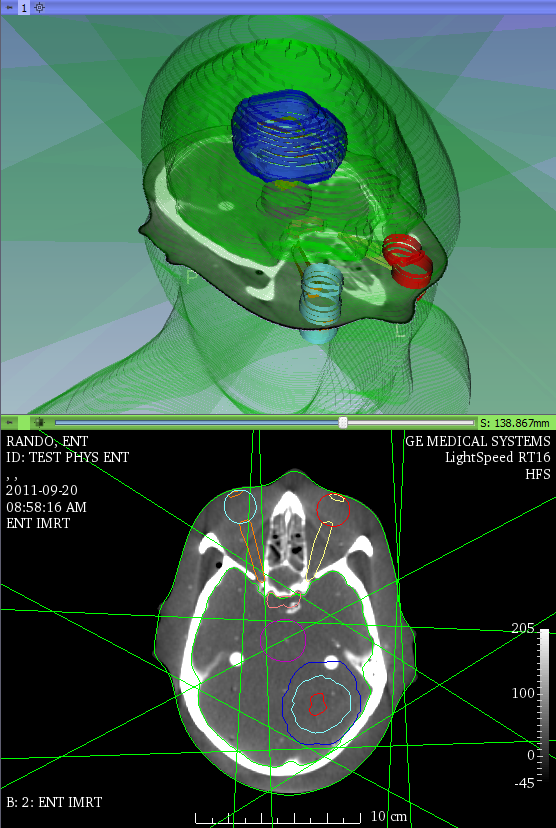 1
P
L
S: 138.867mm
RANDO, ENT
ID: TEST PHYS ENT
, ,
2011-09-20
08:58:16 AM
ENT IMRT
GE MEDICAL SYSTEMS
LightSpeed RT16
HFS
205
100
0
-45
B: 2: ENT IMRT
10 cm